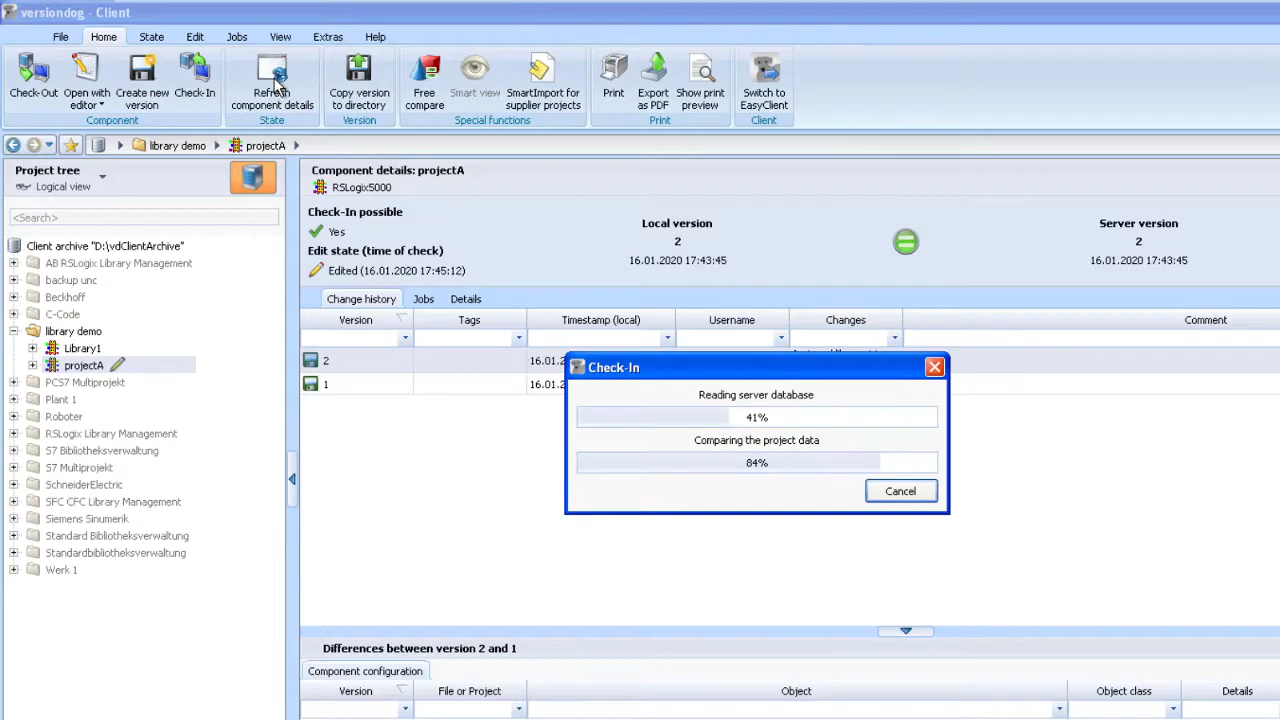 versiondog - Client
File Home State Edit Jobs View Extras Help
Check-Out
Open with editor
Create new version
Check-In
Refresh component details
Copy version to directory
Free compare
Smart view
SmartImport for supplier projects
Print
Export as PDF
Show print preview
Switch to EasyClient
Component State Version Special functions Print Client
library demo projectA
Project tree
Logical view
<Search>
Client archive "D:\vdClientArchive"
AB RSLogix Library Management
backup unc
Beckhoff
C-Code
library demo
Library1
projectA
PCS7 Multiprojekt
Plant 1
Roboter
RSLogix Library Management
S7 Bibliotheksverwaltung
S7 Multiprojekt
SchneiderElectric
SFC CFC Library Management
Siemens Sinumerik
Standard Bibliotheksverwaltung
Standardbibliotheksverwaltung
Werk 1
Component details: projectA
RSLogix5000
Check-In possible
Yes
Edit state (time of check)
Edited (16.01.2020 17:45:12)
Local version
2
16.01.2020 17:43:45
Server version
2
16.01.2020 17:43:45
Change history Jobs Details
Version Tags Timestamp (local) Username Changes Comment
2 16.01.2
1 16.01.2
Check-In
Reading server database
41%
Comparing the project data
84%
Cancel
Differences between version 2 and 1
Component configuration
Version File or Project Object Object class Details